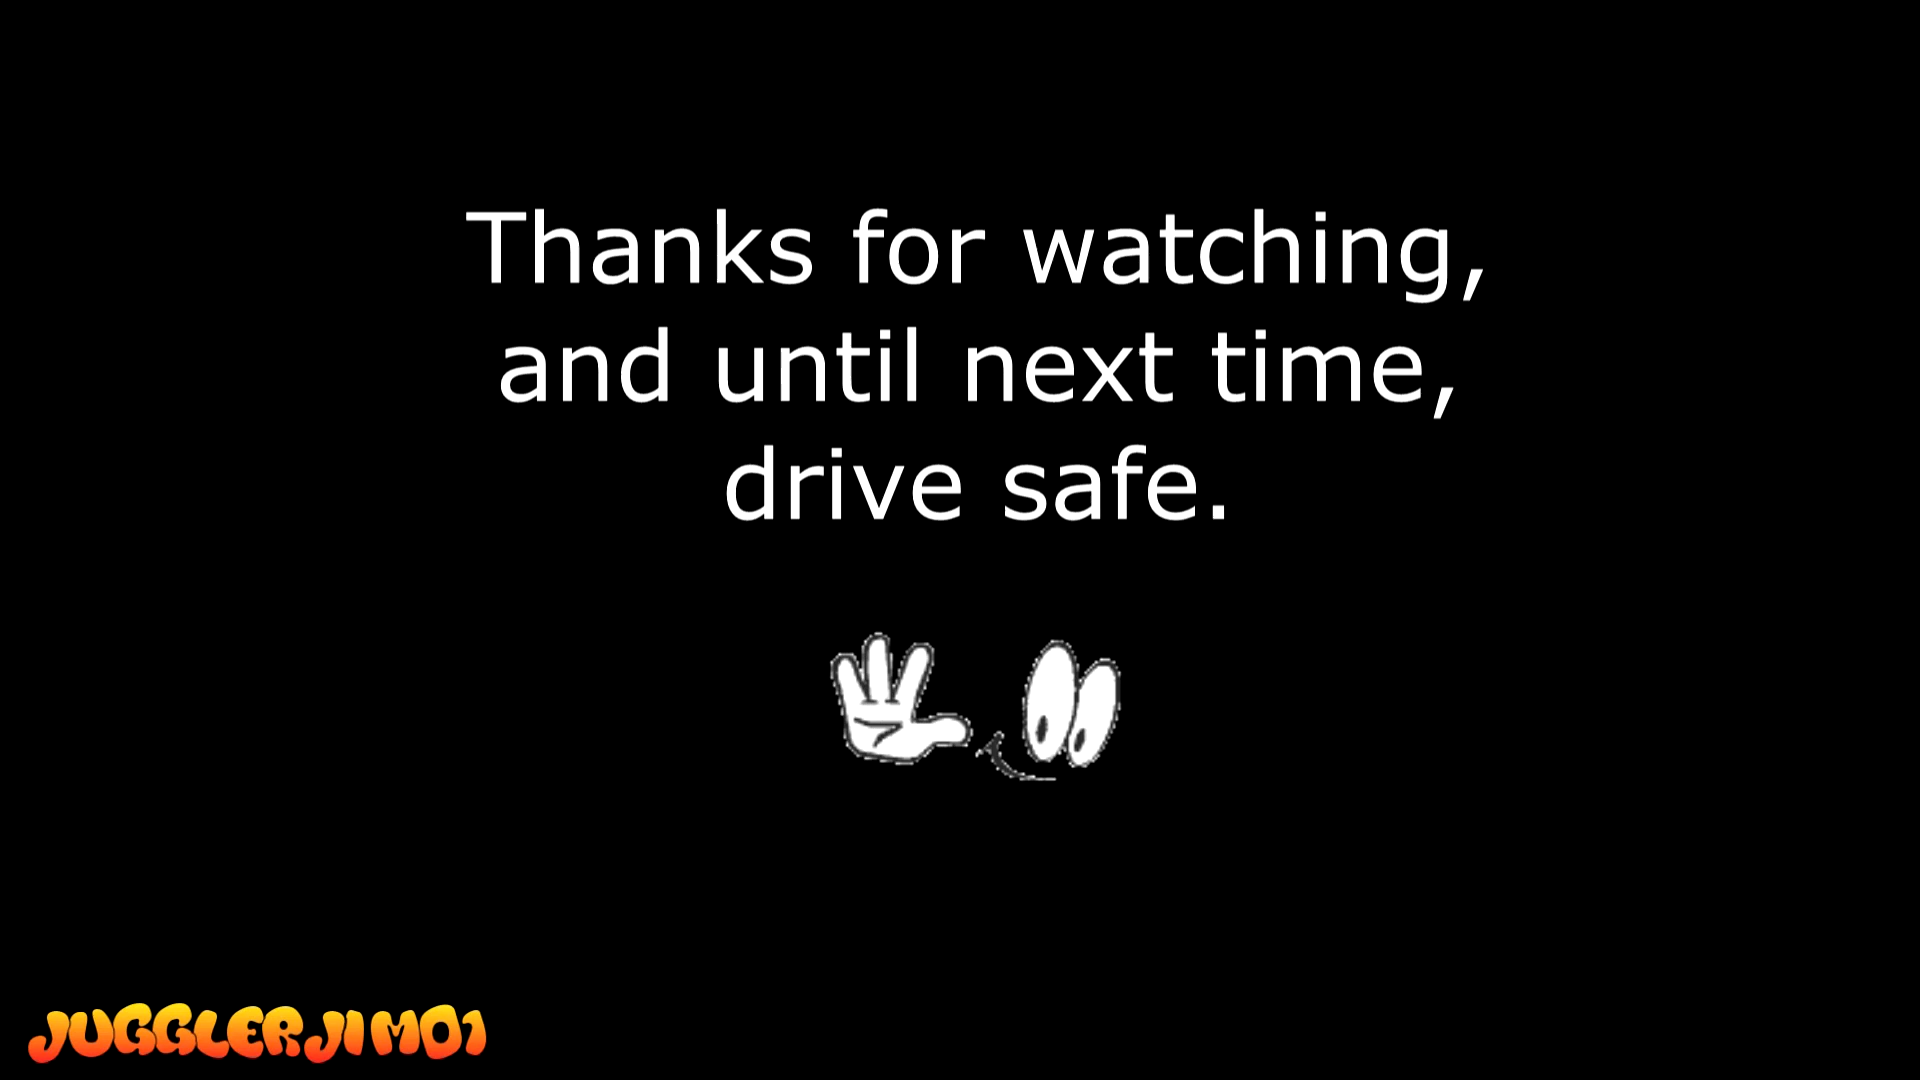 Thanks for watching,
and until next time,
drive safe.
JUGGLERJIM01